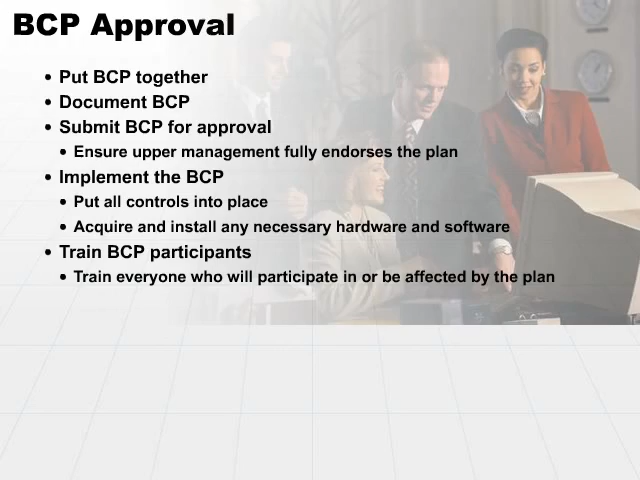 BCP Approval
• Put BCP together
• Document BCP
• Submit BCP for approval
• Ensure upper management fully endorses the plan
• Implement the BCP
• Put all controls into place
• Acquire and install any necessary hardware and software
• Train BCP participants
• Train everyone who will participate in or be affected by the plan